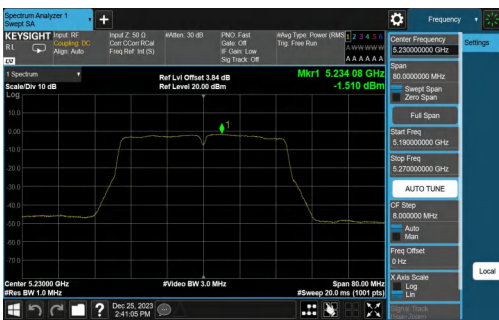 Spectrum Analyzer 1
Swept SA
+
Frequency
KEYSIGHT Input: RF Input Z: 50 Ω #Atten: 30 dB PNO: Fast #Avg Type: Power (RMS 1 2 3 4 5 6
RL Coupling: DC Corr CCorr RCal Gate: Off Trig: Free Run
Align: Auto Freq Ref: Int (S) IF Gain: Low A W W W W W
Sig Track: Off A A A A A A
1 Spectrum Ref Lvl Offset 3.84 dB Mkr1 5.234 08 GHz
Scale/Div 10 dB Ref Level 20.00 dBm -1.510 dBm
Log
10.0
0.00
1
-10.0
-20.0
-30.0
-40.0
-50.0
-60.0
-70.0
Center 5.23000 GHz #Video BW 3.0 MHz Span 80.00 MHz
#Res BW 1.0 MHz #Sweep 20.0 ms (1001 pts)
Center Frequency
5.230000000 GHz
Settings
Span
80.0000000 MHz
Swept Span
Zero Span
Full Span
Start Freq
5.190000000 GHz
Stop Freq
5.270000000 GHz
AUTO TUNE
CF Step
8.000000 MHz
Auto
Man
Freq Offset
0 Hz
X Axis Scale
Log
Lin
Local
Signal Track
? Dec 25, 2023
2:41:05 PM